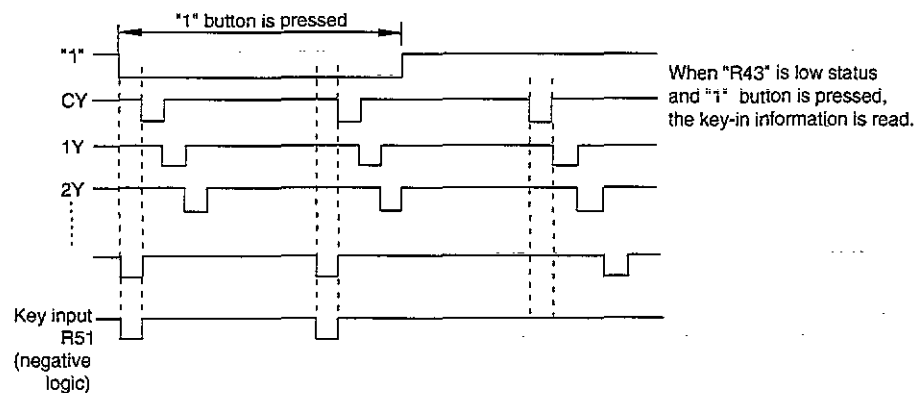 "1" button is pressed
"1"
CY
1Y
2Y
When "R43" is low status
and "1" button is pressed,
the key-in information is read.
Key input
R51
(negative
logic)